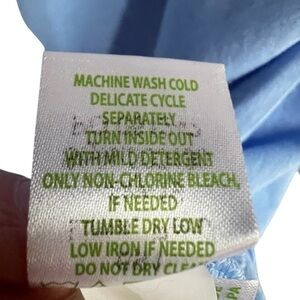 MACHINE WASH COLD
DELICATE CYCLE
SEPARATELY
TURN INSIDE OUT
WITH MILD DETERGENT
ONLY NON-CHLORINE BLEACH,
IF NEEDED
TUMBLE DRY LOW
LOW IRON IF NEEDED
DO NOT DRY CLEA